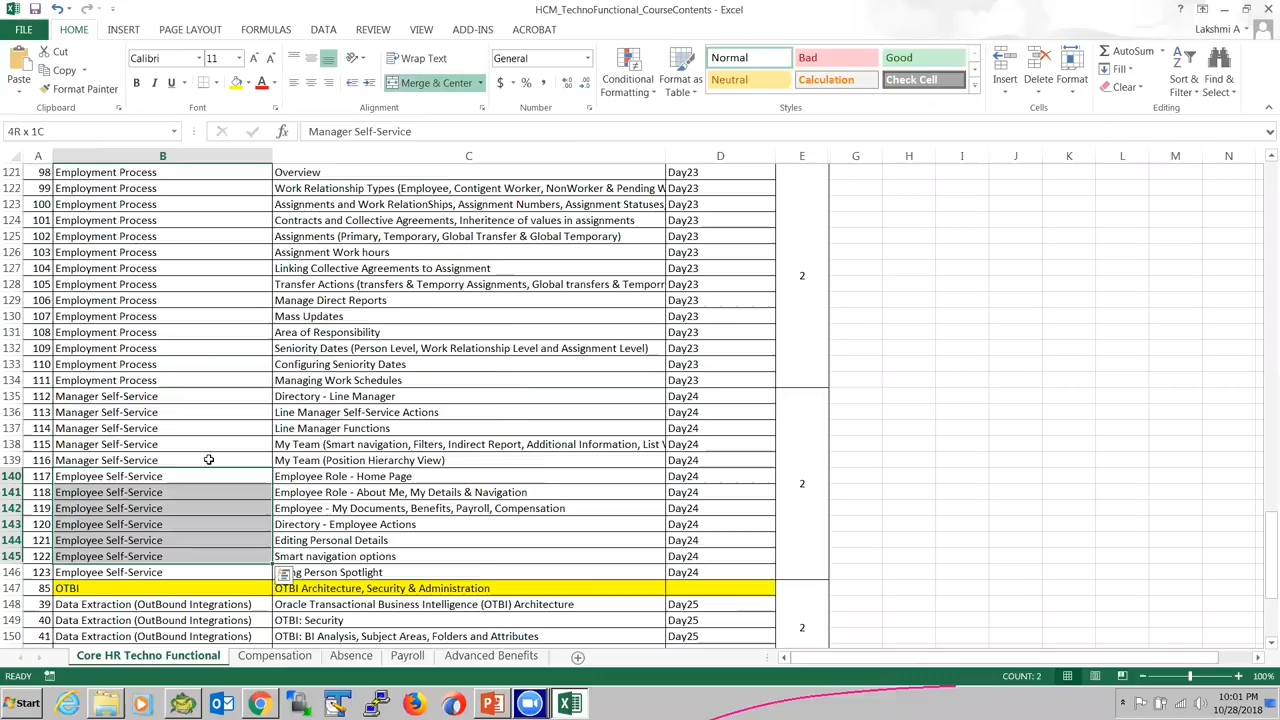 HCM_TechnoFunctional_CourseContents - Excel
?
FILE HOME INSERT PAGE LAYOUT FORMULAS DATA REVIEW VIEW ADD-INS ACROBAT Lakshmi A
Paste Cut Copy Format Painter
Clipboard
Calibri 11 B I U A
Font
Wrap Text Merge & Center
Alignment
General $ % ,
Number
Conditional Formatting Format as Table
Normal Bad Good
Neutral Calculation Check Cell
Styles
Insert Delete Format
Cells
AutoSum Fill Clear Sort & Filter Find & Select
Editing
4R x 1C fx Manager Self-Service
A B C D E G H I J K L M N
121 98 Employment Process Overview Day23
122 99 Employment Process Work Relationship Types (Employee, Contigent Worker, NonWorker & Pending W Day23
123 100 Employment Process Assignments and Work RelationShips, Assignment Numbers, Assignment Statuses, Day23
124 101 Employment Process Contracts and Collective Agreements, Inheritence of values in assignments Day23
125 102 Employment Process Assignments (Primary, Temporary, Global Transfer & Global Temporary) Day23
126 103 Employment Process Assignment Work hours Day23
127 104 Employment Process Linking Collective Agreements to Assignment Day23 2
128 105 Employment Process Transfer Actions (transfers & Temporry Assignments, Global transfers & Temporr Day23
129 106 Employment Process Manage Direct Reports Day23
130 107 Employment Process Mass Updates Day23
131 108 Employment Process Area of Responsibility Day23
132 109 Employment Process Seniority Dates (Person Level, Work Relationship Level and Assignment Level) Day23
133 110 Employment Process Configuring Seniority Dates Day23
134 111 Employment Process Managing Work Schedules Day23
135 112 Manager Self-Service Directory - Line Manager Day24
136 113 Manager Self-Service Line Manager Self-Service Actions Day24
137 114 Manager Self-Service Line Manager Functions Day24
138 115 Manager Self-Service My Team (Smart navigation, Filters, Indirect Report, Additional Information, List V Day24
139 116 Manager Self-Service My Team (Position Hierarchy View) Day24
140 117 Employee Self-Service Employee Role - Home Page Day24 2
141 118 Employee Self-Service Employee Role - About Me, My Details & Navigation Day24
142 119 Employee Self-Service Employee - My Documents, Benefits, Payroll, Compensation Day24
143 120 Employee Self-Service Directory - Employee Actions Day24
144 121 Employee Self-Service Editing Personal Details Day24
145 122 Employee Self-Service Smart navigation options Day24
146 123 Employee Self-Service ng Person Spotlight Day24
147 85 OTBI OTBI Architecture, Security & Administration
148 39 Data Extraction (OutBound Integrations) Oracle Transactional Business Intelligence (OTBI) Architecture Day25
149 40 Data Extraction (OutBound Integrations) OTBI: Security Day25 2
150 41 Data Extraction (OutBound Integrations) OTBI: BI Analysis, Subject Areas, Folders and Attributes Day25
Core HR Techno Functional Compensation Absence Payroll Advanced Benefits
READY COUNT: 2 100%
Start 10:01 PM
10/28/2018